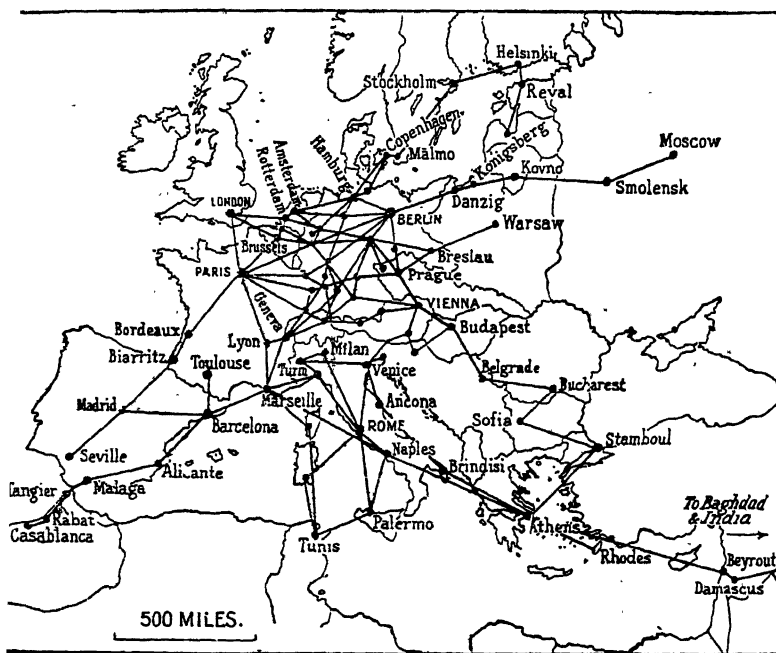 Helsinki
Stockholm
Reval
Copenhagen
Malmo
Hamburg
Königsberg
Moscow
Amsterdam
Rotterdam
Kovno
Smolensk
LONDON
BERLIN
Danzig
Warsaw
Brussels
Breslau
PARIS
Prague
Geneva
VIENNA
Bordeaux
Lyon
Budapest
Biarritz
Milan
Toulouse
Turin
Venice
Belgrade
Bucharest
Madrid
Marseille
Ancona
Barcelona
ROME
Sofia
Stamboul
Seville
Naples
Alicante
Brindisi
Tangier
Malaga
To Baghdad
& India
Rabat
Palermo
Athens
Casablanca
Tunis
Rhodes
Beyrout
Damascus
500 MILES.